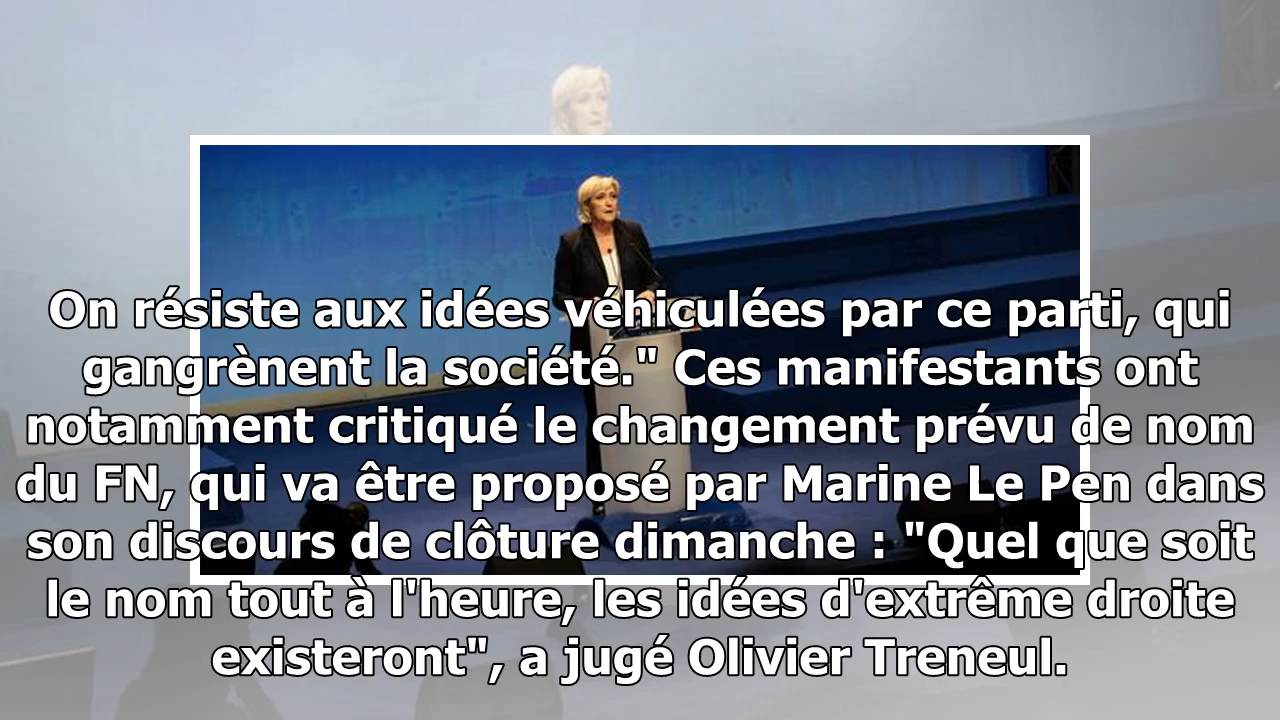 On résiste aux idées véhiculées par ce parti, qui
gangrènent la société." Ces manifestants ont
notamment critiqué le changement prévu de nom
du FN, qui va être proposé par Marine Le Pen dans
son discours de clôture dimanche : "Quel que soit
le nom tout à l'heure, les idées d'extrême droite
existeront", a jugé Olivier Treneul.